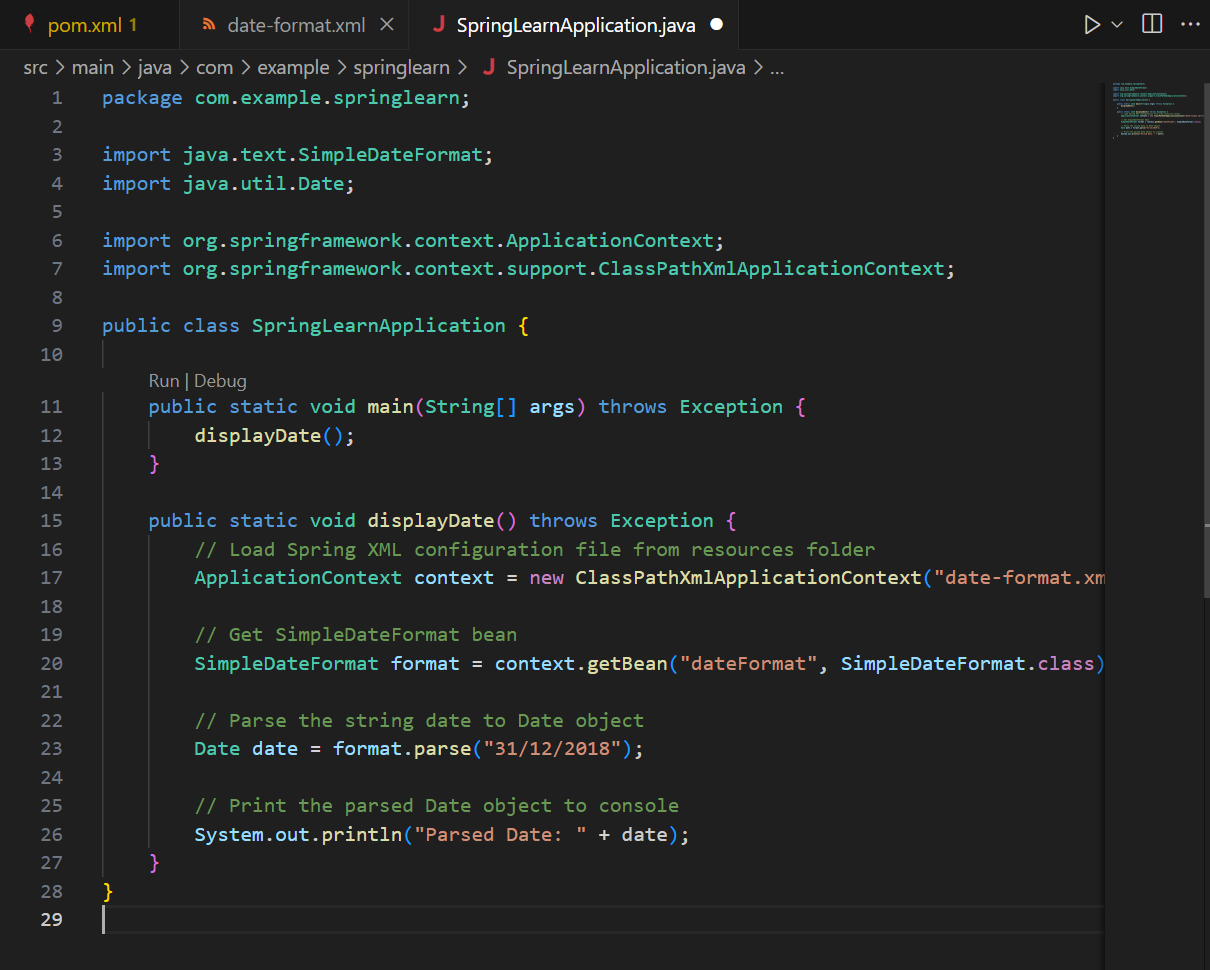 pom.xml 1 date-format.xml SpringLearnApplication.java
src > main > java > com > example > springlearn > SpringLearnApplication.java > ...
1 package com.example.springlearn;
2
3 import java.text.SimpleDateFormat;
4 import java.util.Date;
5
6 import org.springframework.context.ApplicationContext;
7 import org.springframework.context.support.ClassPathXmlApplicationContext;
8
9 public class SpringLearnApplication {
10
Run | Debug
11 public static void main(String[] args) throws Exception {
12 displayDate();
13 }
14
15 public static void displayDate() throws Exception {
16 // Load Spring XML configuration file from resources folder
17 ApplicationContext context = new ClassPathXmlApplicationContext("date-format.xm
18
19 // Get SimpleDateFormat bean
20 SimpleDateFormat format = context.getBean("dateFormat", SimpleDateFormat.class)
21
22 // Parse the string date to Date object
23 Date date = format.parse("31/12/2018");
24
25 // Print the parsed Date object to console
26 System.out.println("Parsed Date: " + date);
27 }
28 }
29